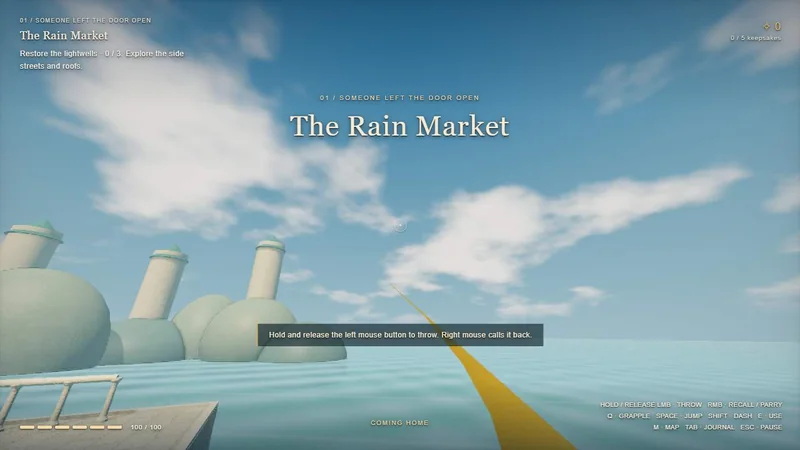 01 / SOMEONE LEFT THE DOOR OPEN
The Rain Market
Restore the lightwells · 0 / 3. Explore the side
streets and roofs.
0
0 / 5 keepsakes
01 / SOMEONE LEFT THE DOOR OPEN
The Rain Market
Hold and release the left mouse button to throw. Right mouse calls it back.
100 / 100
COMING HOME
HOLD / RELEASE LMB · THROW · RMB · RECALL / PARRY
Q · GRAPPLE · SPACE · JUMP · SHIFT · DASH · E · USE
M · MAP · TAB · JOURNAL · ESC · PAUSE